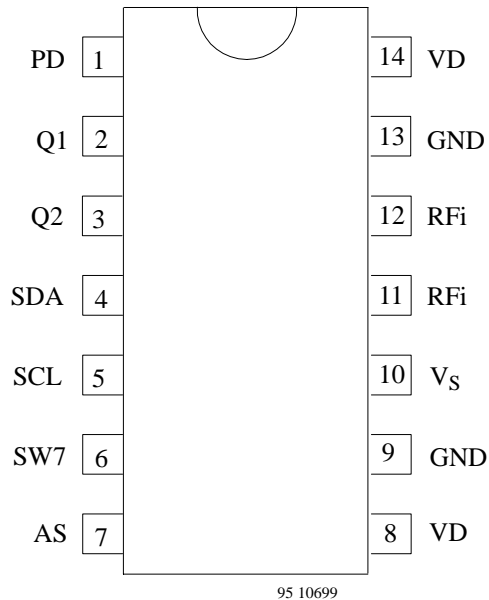 PD 1 14 VD
Q1 2 13 GND
Q2 3 12 RFi
SDA 4 11 RFi
SCL 5 10 VS
SW7 6 9 GND
AS 7 8 VD
95 10699